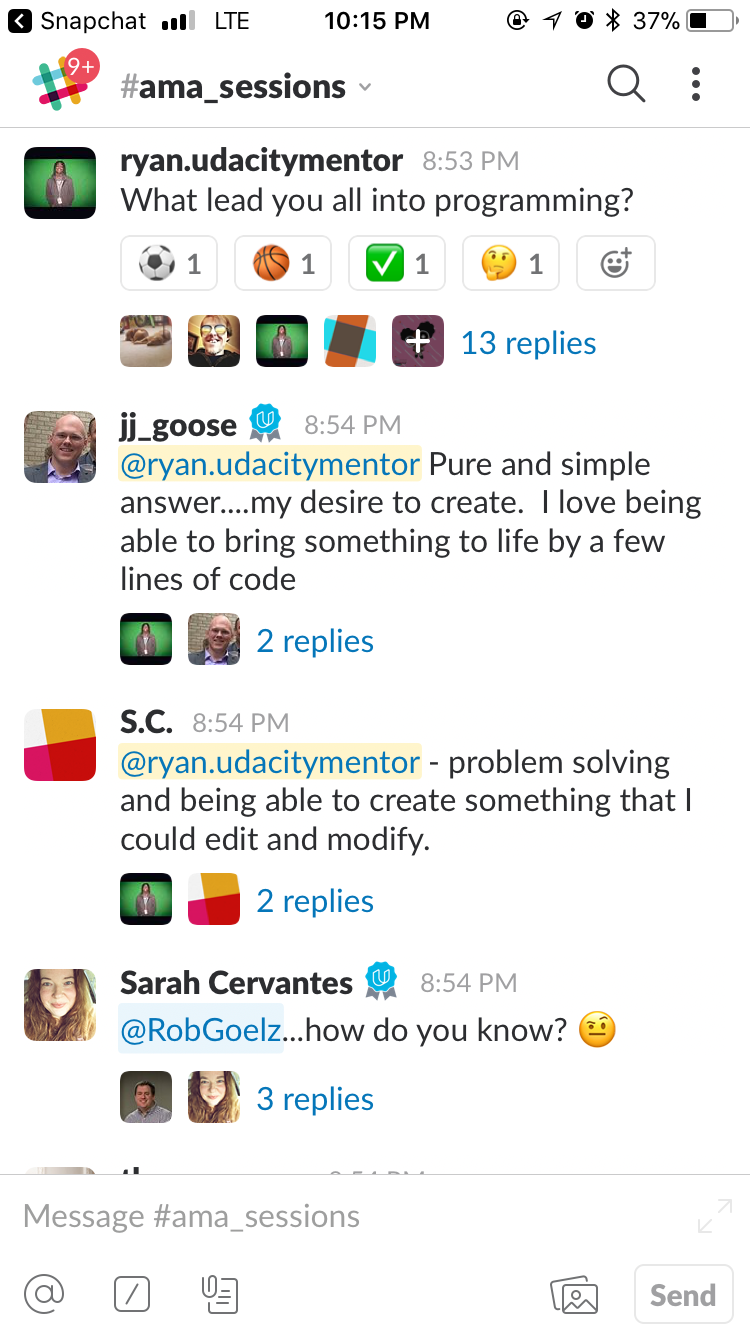 Snapchat LTE 10:15 PM 37%
9+ #ama_sessions
ryan.udacitymentor 8:53 PM
What lead you all into programming?
1 1 1 1
13 replies
jj_goose 8:54 PM
@ryan.udacitymentor Pure and simple
answer....my desire to create.  I love being
able to bring something to life by a few
lines of code
2 replies
S.C. 8:54 PM
@ryan.udacitymentor - problem solving
and being able to create something that I
could edit and modify.
2 replies
Sarah Cervantes 8:54 PM
@RobGoelz...how do you know? 🤨
3 replies
Message #ama_sessions
Send